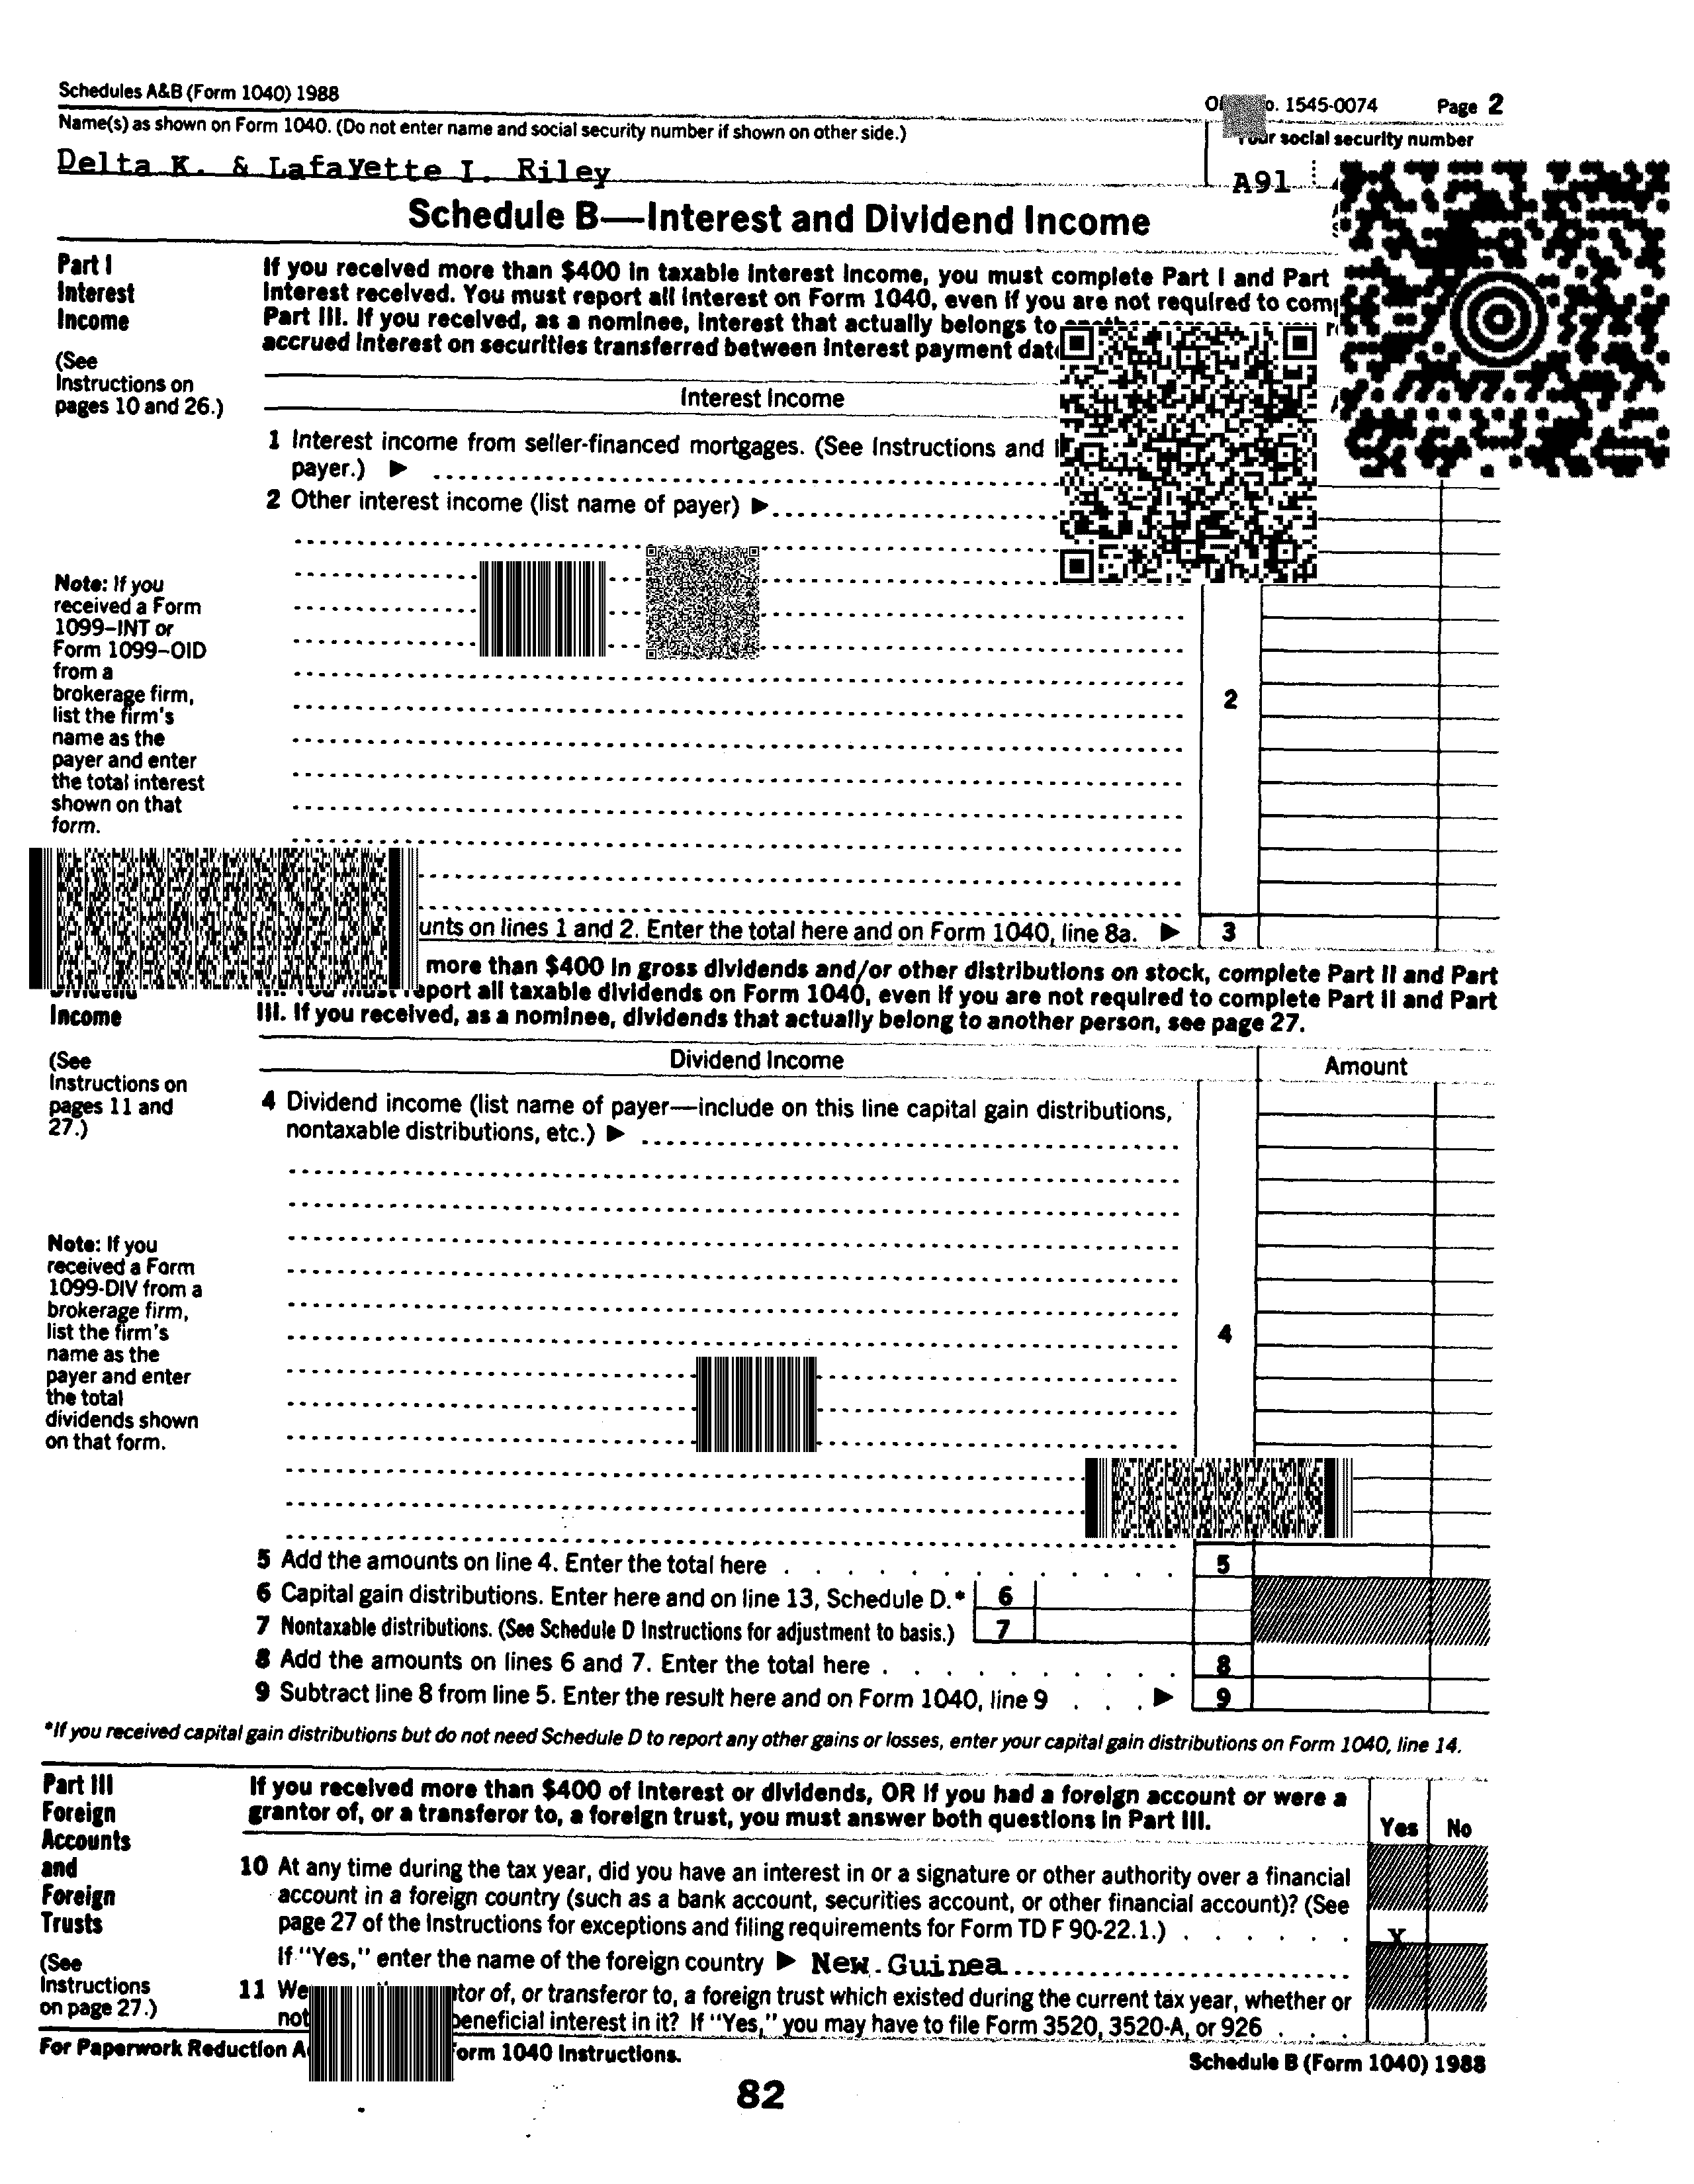 Schedules A&B (Form 1040) 1988
1545-0074 Page 2
Name(s) as shown on Form 1040. (Do not enter name and social security number if shown on other side.)
social security number
Delta K. & Lafayette I. Riley
A91
Schedule B—Interest and Dividend Income
Part I
Interest
Income
(See
Instructions on
pages 10 and 26.)
If you received more than $400 in taxable interest income, you must complete Part I and Part
Interest received. You must report all interest on Form 1040, even if you are not required to
Part III. If you received, as a nominee, interest that actually belongs to
accrued interest on securities transferred between interest payment
Interest Income
1 Interest income from seller-financed mortgages. (See Instructions and
payer.) ▶
2 Other interest income (list name of payer) ▶
Note: If you
received a Form
1099–INT or
Form 1099–OID
from a
brokerage firm,
list the firm's
name as the
payer and enter
the total interest
shown on that
form.
2
on lines 1 and 2. Enter the total here and on Form 1040, line 8a. ▶ 3
Income
(See
Instructions on
pages 11 and
27.)
more than $400 in gross dividends and/or other distributions on stock, complete Part II and Part
all taxable dividends on Form 1040, even if you are not required to complete Part II and Part
III. If you received, as a nominee, dividends that actually belong to another person, see page 27.
Dividend Income
Amount
4 Dividend income (list name of payer—include on this line capital gain distributions,
nontaxable distributions, etc.) ▶
Note: If you
received a Form
1099-DIV from a
brokerage firm,
list the firm's
name as the
payer and enter
the total
dividends shown
on that form.
4
5 Add the amounts on line 4. Enter the total here . . . . . . . . . . . . 5
6 Capital gain distributions. Enter here and on line 13, Schedule D.* 6
7 Nontaxable distributions. (See Schedule D Instructions for adjustment to basis.) 7
8 Add the amounts on lines 6 and 7. Enter the total here . . . . . . . . . 8
9 Subtract line 8 from line 5. Enter the result here and on Form 1040, line 9 . . . ▶ 9
*If you received capital gain distributions but do not need Schedule D to report any other gains or losses, enter your capital gain distributions on Form 1040, line 14.
Part III
Foreign
Accounts
and
Foreign
Trusts
(See
Instructions
on page 27.)
If you received more than $400 of interest or dividends, OR if you had a foreign account or were a
grantor of, or a transferor to, a foreign trust, you must answer both questions in Part III.
Yes No
10 At any time during the tax year, did you have an interest in or a signature or other authority over a financial
account in a foreign country (such as a bank account, securities account, or other financial account)? (See
page 27 of the Instructions for exceptions and filing requirements for Form TD F 90-22.1.) . . . . . . X
If "Yes," enter the name of the foreign country ▶ New Guinea
11 of, or transferor to, a foreign trust which existed during the current tax year, whether or
not beneficial interest in it? If "Yes," you may have to file Form 3520, 3520-A, or 926 . . .
For Paperwork Reduction 1040 Instructions.
Schedule B (Form 1040) 1988
82